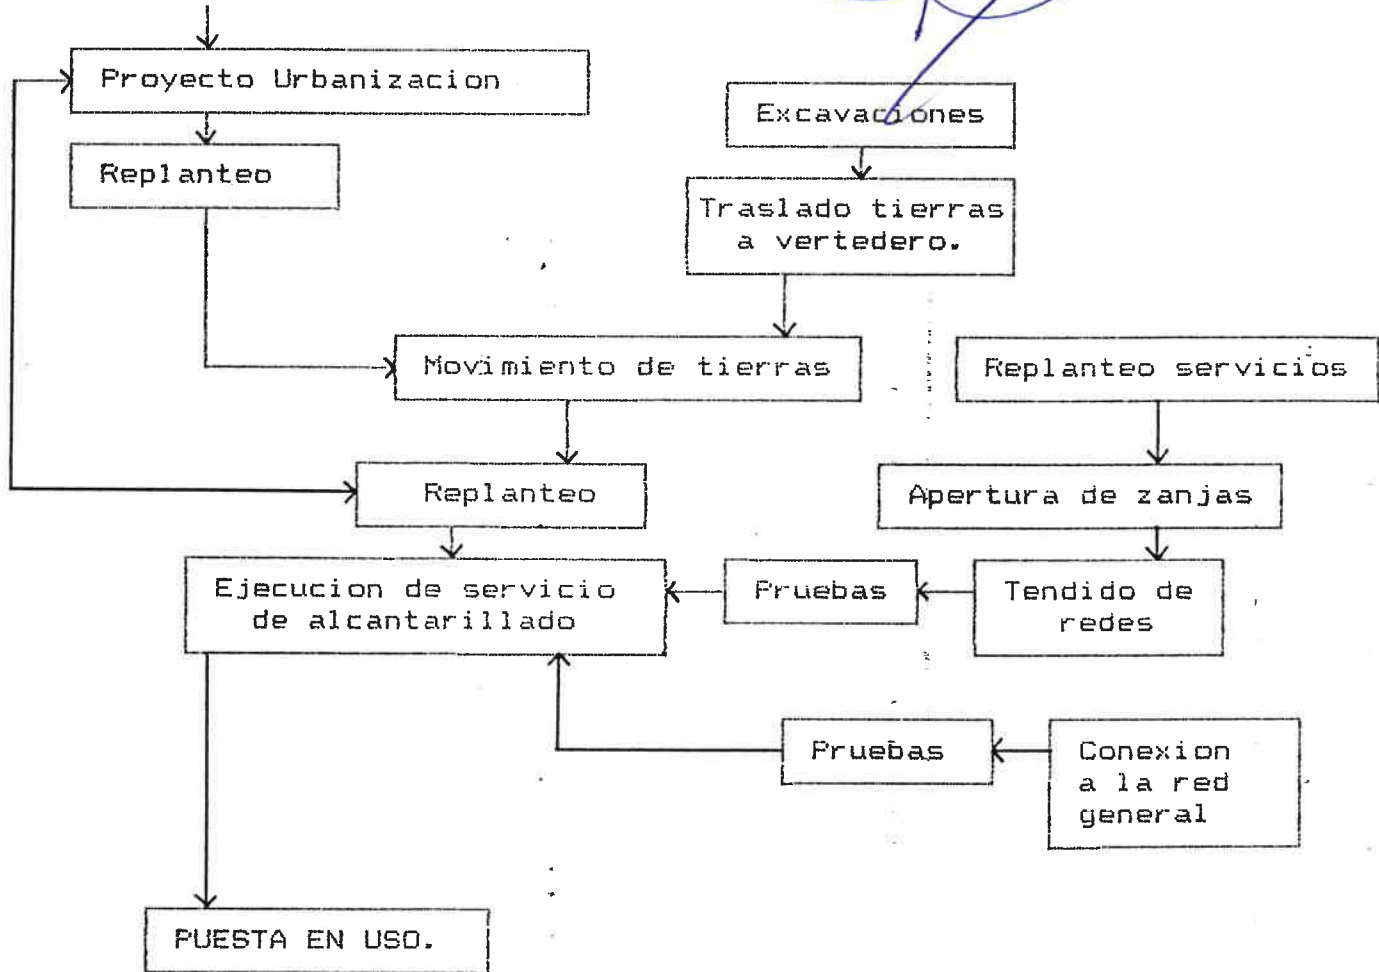 Proyecto Urbanizacion
Excavaciones
Replanteo
Traslado tierras
a vertedero.
Movimiento de tierras
Replanteo servicios
Replanteo
Apertura de zanjas
Ejecucion de servicio
de alcantarillado
Pruebas
Tendido de
redes
Pruebas
Conexion
a la red
general
PUESTA EN USO.